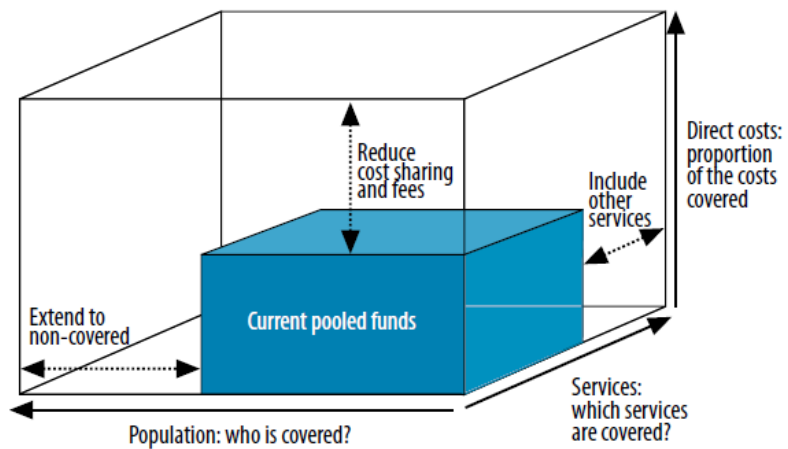 Reduce
cost sharing
and fees
Include
other
services
Direct costs:
proportion
of the costs
covered
Extend to
non-covered
Current pooled funds
Population: who is covered?
Services:
which services
are covered?